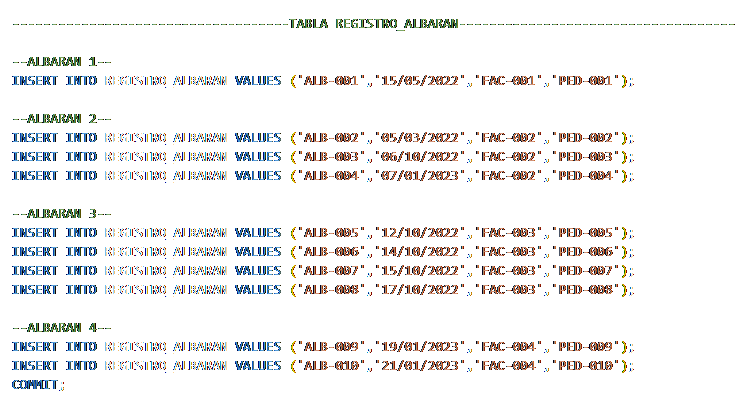 ----------------------------------TABLA REGISTRO_ALBARAN----------------------------------
--ALBARAN 1--
INSERT INTO REGISTRO_ALBARAN VALUES ('ALB-001','15/05/2022','FAC-001','PED-001');
--ALBARAN 2--
INSERT INTO REGISTRO_ALBARAN VALUES ('ALB-002','05/03/2022','FAC-002','PED-002');
INSERT INTO REGISTRO_ALBARAN VALUES ('ALB-003','06/10/2022','FAC-002','PED-003');
INSERT INTO REGISTRO_ALBARAN VALUES ('ALB-004','07/01/2023','FAC-002','PED-004');
--ALBARAN 3--
INSERT INTO REGISTRO_ALBARAN VALUES ('ALB-005','12/10/2022','FAC-003','PED-005');
INSERT INTO REGISTRO_ALBARAN VALUES ('ALB-006','14/10/2022','FAC-003','PED-006');
INSERT INTO REGISTRO_ALBARAN VALUES ('ALB-007','15/10/2022','FAC-003','PED-007');
INSERT INTO REGISTRO_ALBARAN VALUES ('ALB-008','17/10/2022','FAC-003','PED-008');
--ALBARAN 4--
INSERT INTO REGISTRO_ALBARAN VALUES ('ALB-009','19/01/2023','FAC-004','PED-009');
INSERT INTO REGISTRO_ALBARAN VALUES ('ALB-010','21/01/2023','FAC-004','PED-010');
COMMIT;